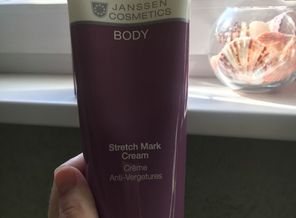 JANSSEN
COSMETICS
BODY
Stretch Mark
Cream
Crème
Anti-Vergetures